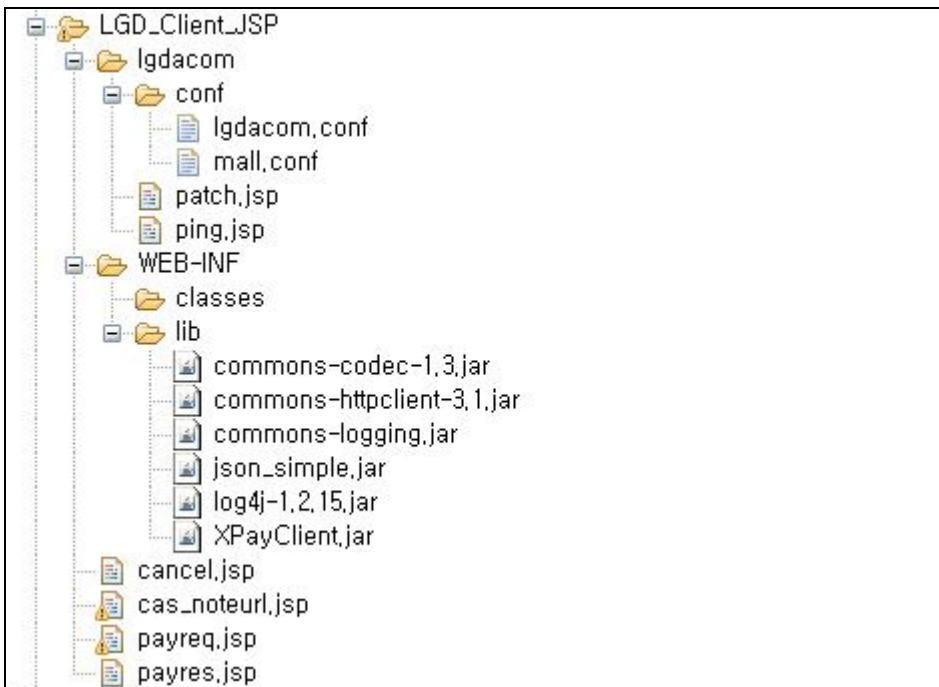 LGD_Client_JSP
lgdacom
conf
lgdacom.conf
mall.conf
patch.jsp
ping.jsp
WEB-INF
classes
lib
commons-codec-1.3.jar
commons-httpclient-3.1.jar
commons-logging.jar
json_simple.jar
log4j-1.2.15.jar
XPayClient.jar
cancel.jsp
cas_noteurl.jsp
payreq.jsp
payres.jsp